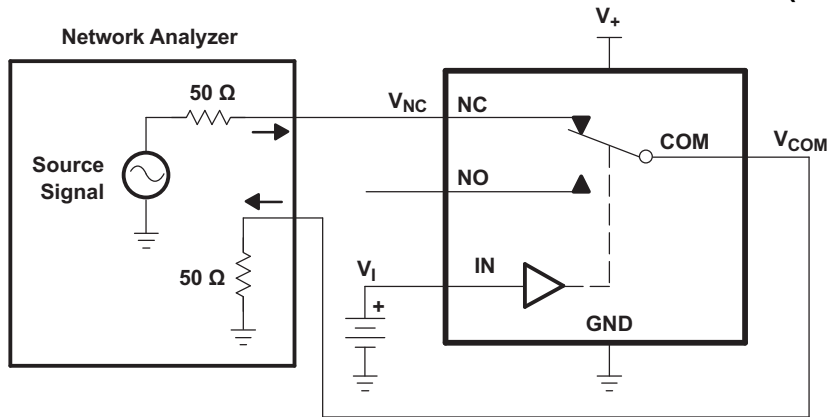 (
V+
Network Analyzer
50 Ω
VNC
NC
COM
VCOM
Source
Signal
NO
50 Ω
VI
IN
+
GND